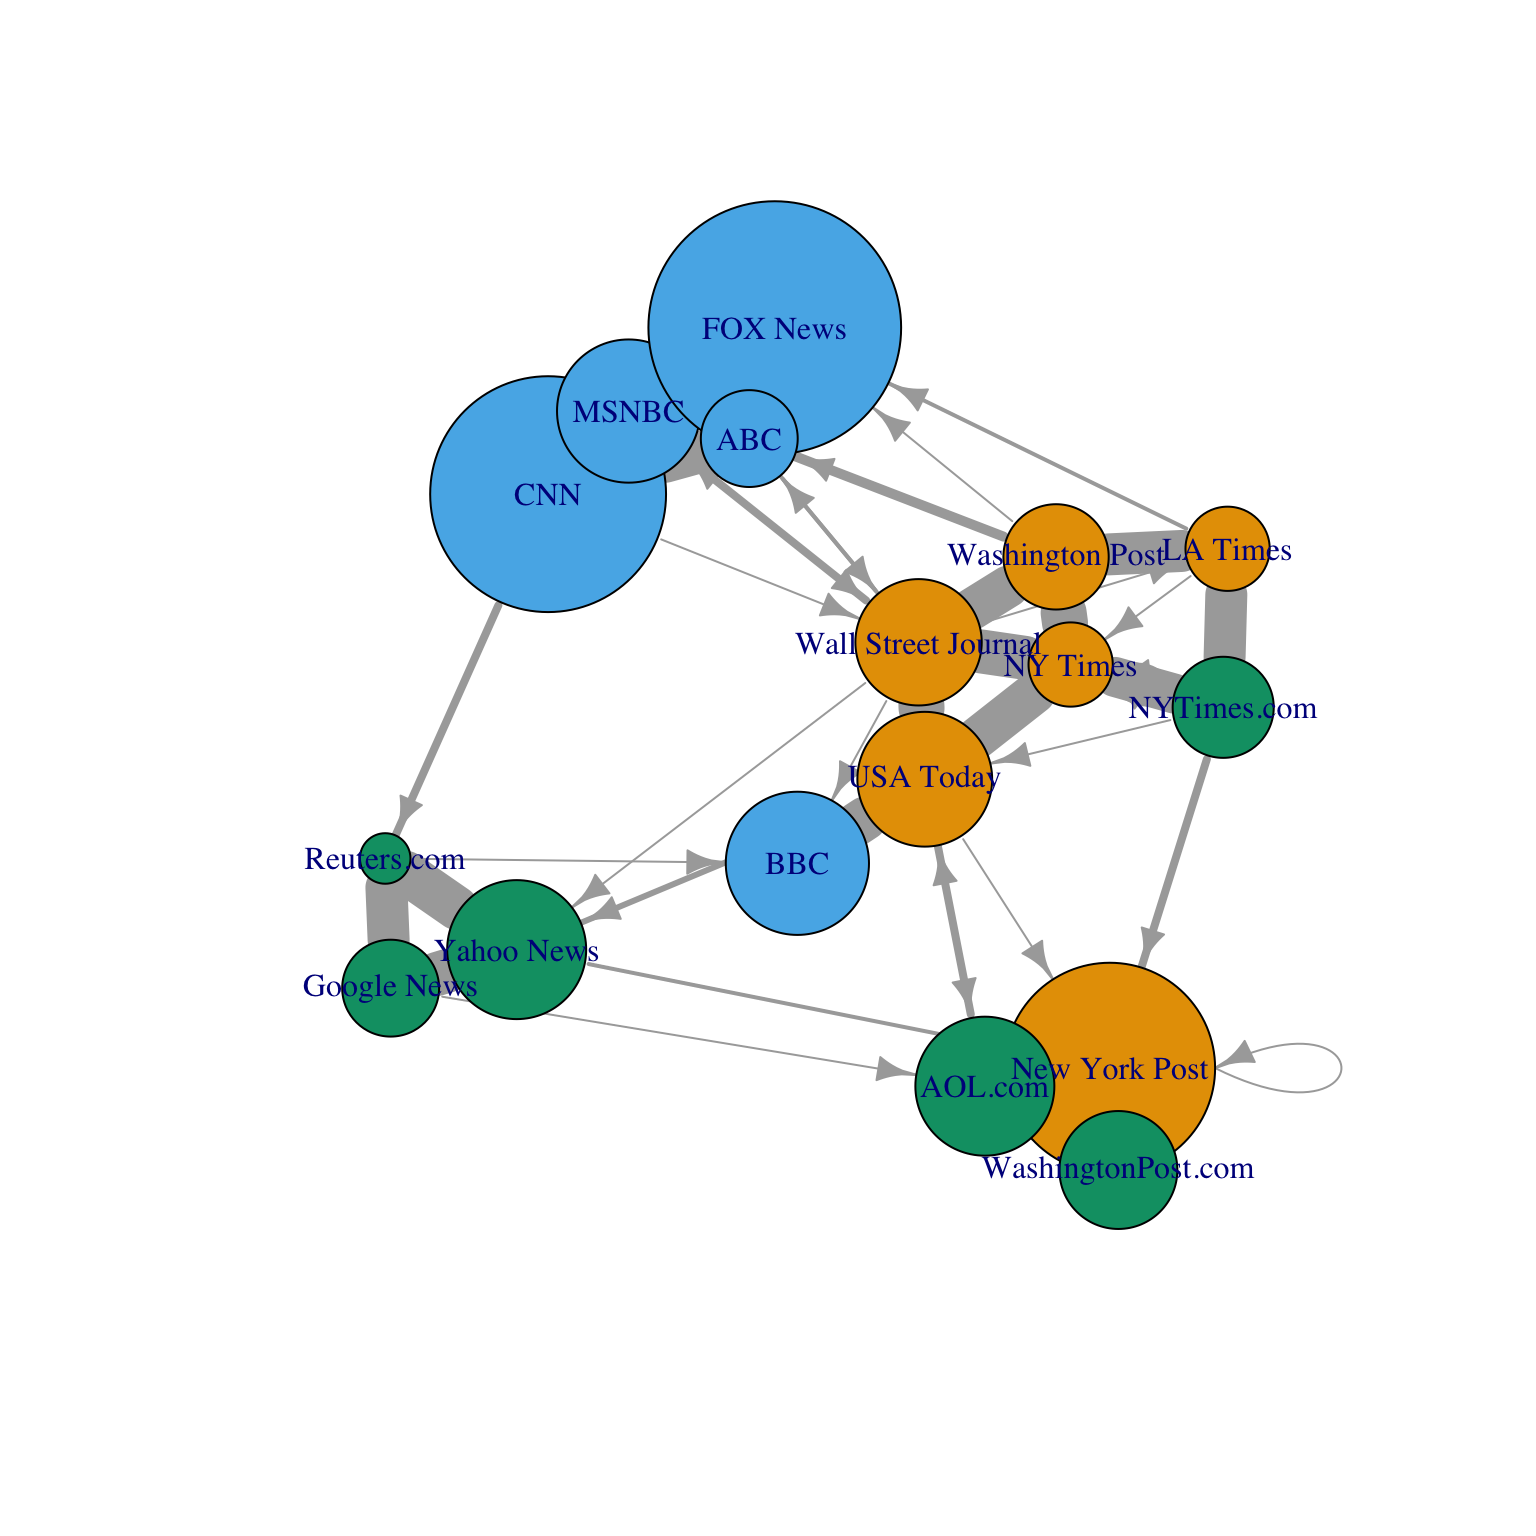 FOX News
MSNBC
ABC
CNN
Washington Post
LA Times
Wall Street Journal
NY Times
NYTimes.com
USA Today
Reuters.com
BBC
Yahoo News
Google News
New York Post
AOL.com
WashingtonPost.com